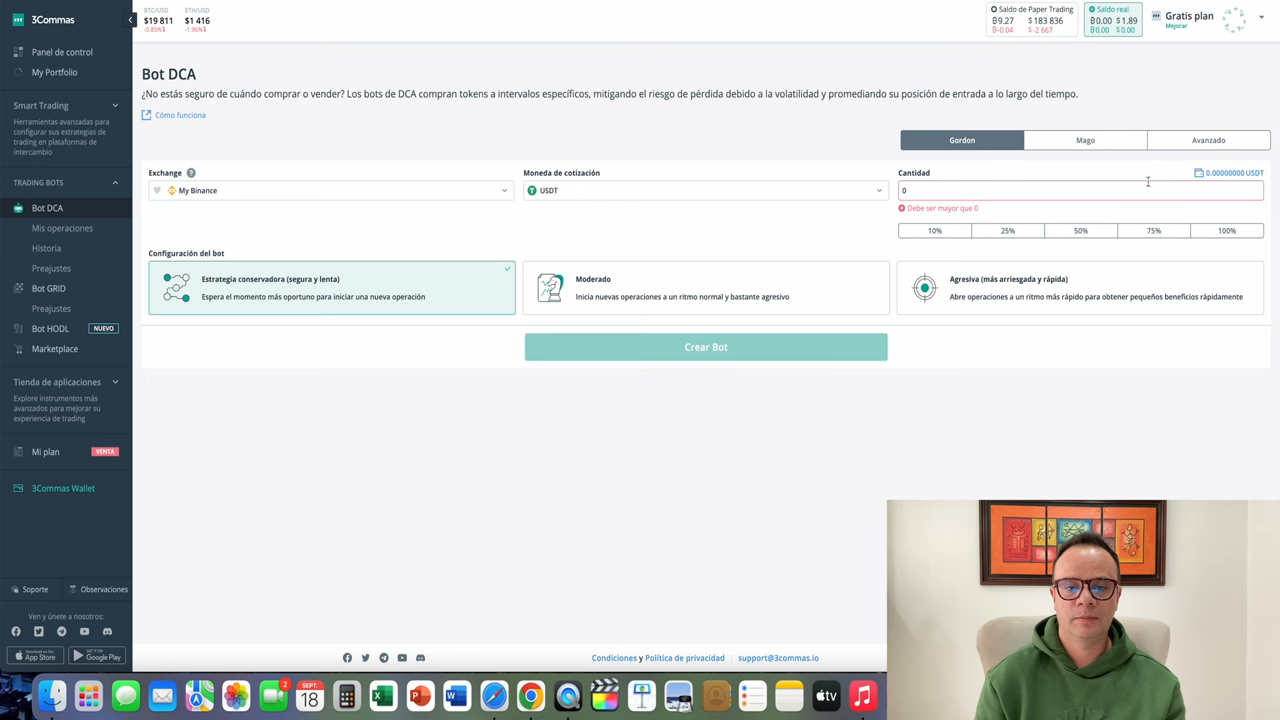 3Commas
BTC/USD
$19 811
-0.85%
ETH/USD
$1 416
-1.96%
Saldo de Paper Trading
9.27
$ 183 836
-0.04
$ -2 667
Saldo real
0.00
$ 1.89
0.00
$ 0.00
Gratis plan
Mejorar
Panel de control
My Portfolio
Smart Trading
Herramientas avanzadas para
configurar sus estrategias de
trading en plataformas de
intercambio
TRADING BOTS
Bot DCA
Mis operaciones
Historia
Preajustes
Bot GRID
Preajustes
Bot HODL NUEVO
Marketplace
Tienda de aplicaciones
Explore instrumentos más
avanzados para mejorar su
experiencia de trading
Mi plan VENTA
3Commas Wallet
Soporte
Observaciones
Ven y únete a nosotros:
Download on the
App Store
GET IT ON
Google Play
Bot DCA
¿No estás seguro de cuándo comprar o vender? Los bots de DCA compran tokens a intervalos específicos, mitigando el riesgo de pérdida debido a la volatilidad y promediando su posición de entrada a lo largo del tiempo.
Cómo funciona
Gordon
Mago
Avanzado
Exchange ?
My Binance
Moneda de cotización
USDT
Cantidad
0.00000000 USDT
0
Debe ser mayor que 0
10%
25%
50%
75%
100%
Configuración del bot
Estrategia conservadora (segura y lenta)
Espera el momento más oportuno para iniciar una nueva operación
Moderado
Inicia nuevas operaciones a un ritmo normal y bastante agresivo
Agresiva (más arriesgada y rápida)
Abre operaciones a un ritmo más rápido para obtener pequeños beneficios rápidamente
Crear Bot
Condiciones y Política de privacidad
support@3commas.io
2
SEPT.
18
tv